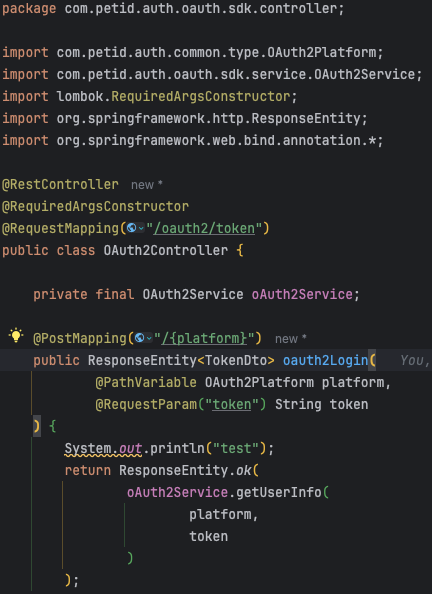 package com.petid.auth.oauth.sdk.controller;
import com.petid.auth.common.type.OAuth2Platform;
import com.petid.auth.oauth.sdk.service.OAuth2Service;
import lombok.RequiredArgsConstructor;
import org.springframework.http.ResponseEntity;
import org.springframework.web.bind.annotation.*;
@RestController new *
@RequiredArgsConstructor
@RequestMapping("/oauth2/token")
public class OAuth2Controller {
private final OAuth2Service oAuth2Service;
@PostMapping("/{platform}") new *
public ResponseEntity<TokenDto> oauth2Login( You,
@PathVariable OAuth2Platform platform,
@RequestParam("token") String token
) {
System.out.println("test");
return ResponseEntity.ok(
oAuth2Service.getUserInfo(
platform,
token
)
);